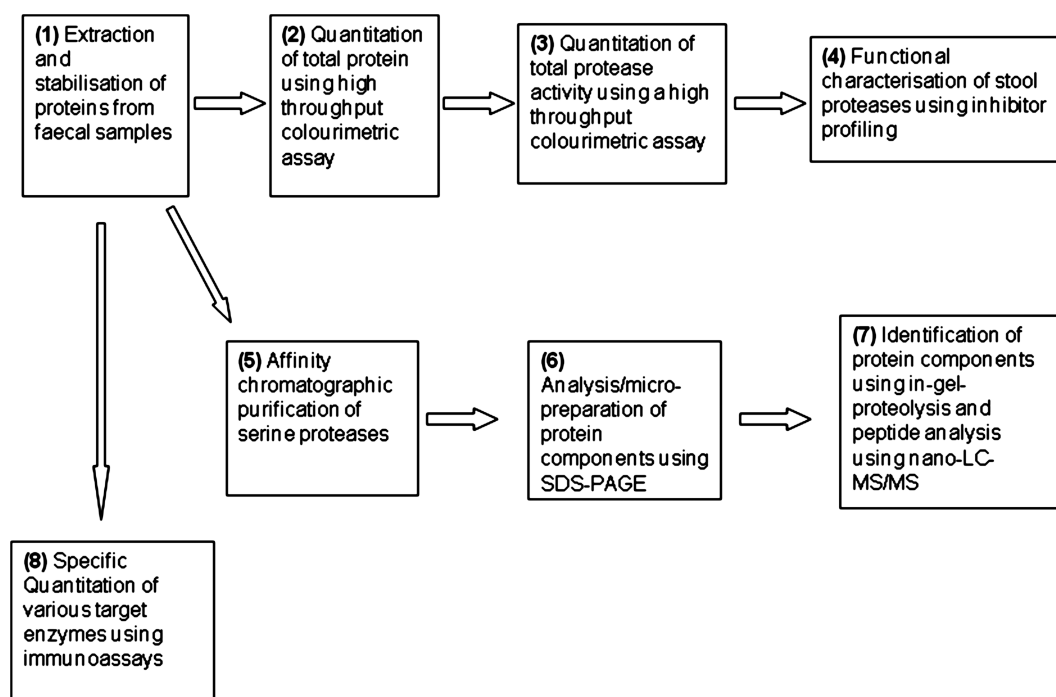 (1) Extraction
and
stabilisation of
proteins from
faecal samples
(2) Quantitation
of total protein
using high
throughput
colourimetric
assay
(3) Quantitation of
total protease
activity using a high
throughput
colourimetric assay
(4) Functional
characterisation of stool
proteases using inhibitor
profiling
(5) Affinity
chromatographic
purification of
serine proteases
(6)
Analysis/micro-
preparation of
protein
components using
SDS-PAGE
(7) Identification of
protein components
using in-gel-
proteolysis and
peptide analysis
using nano-LC-
MS/MS
(8) Specific
Quantitation of
various target
enzymes using
immunoassays